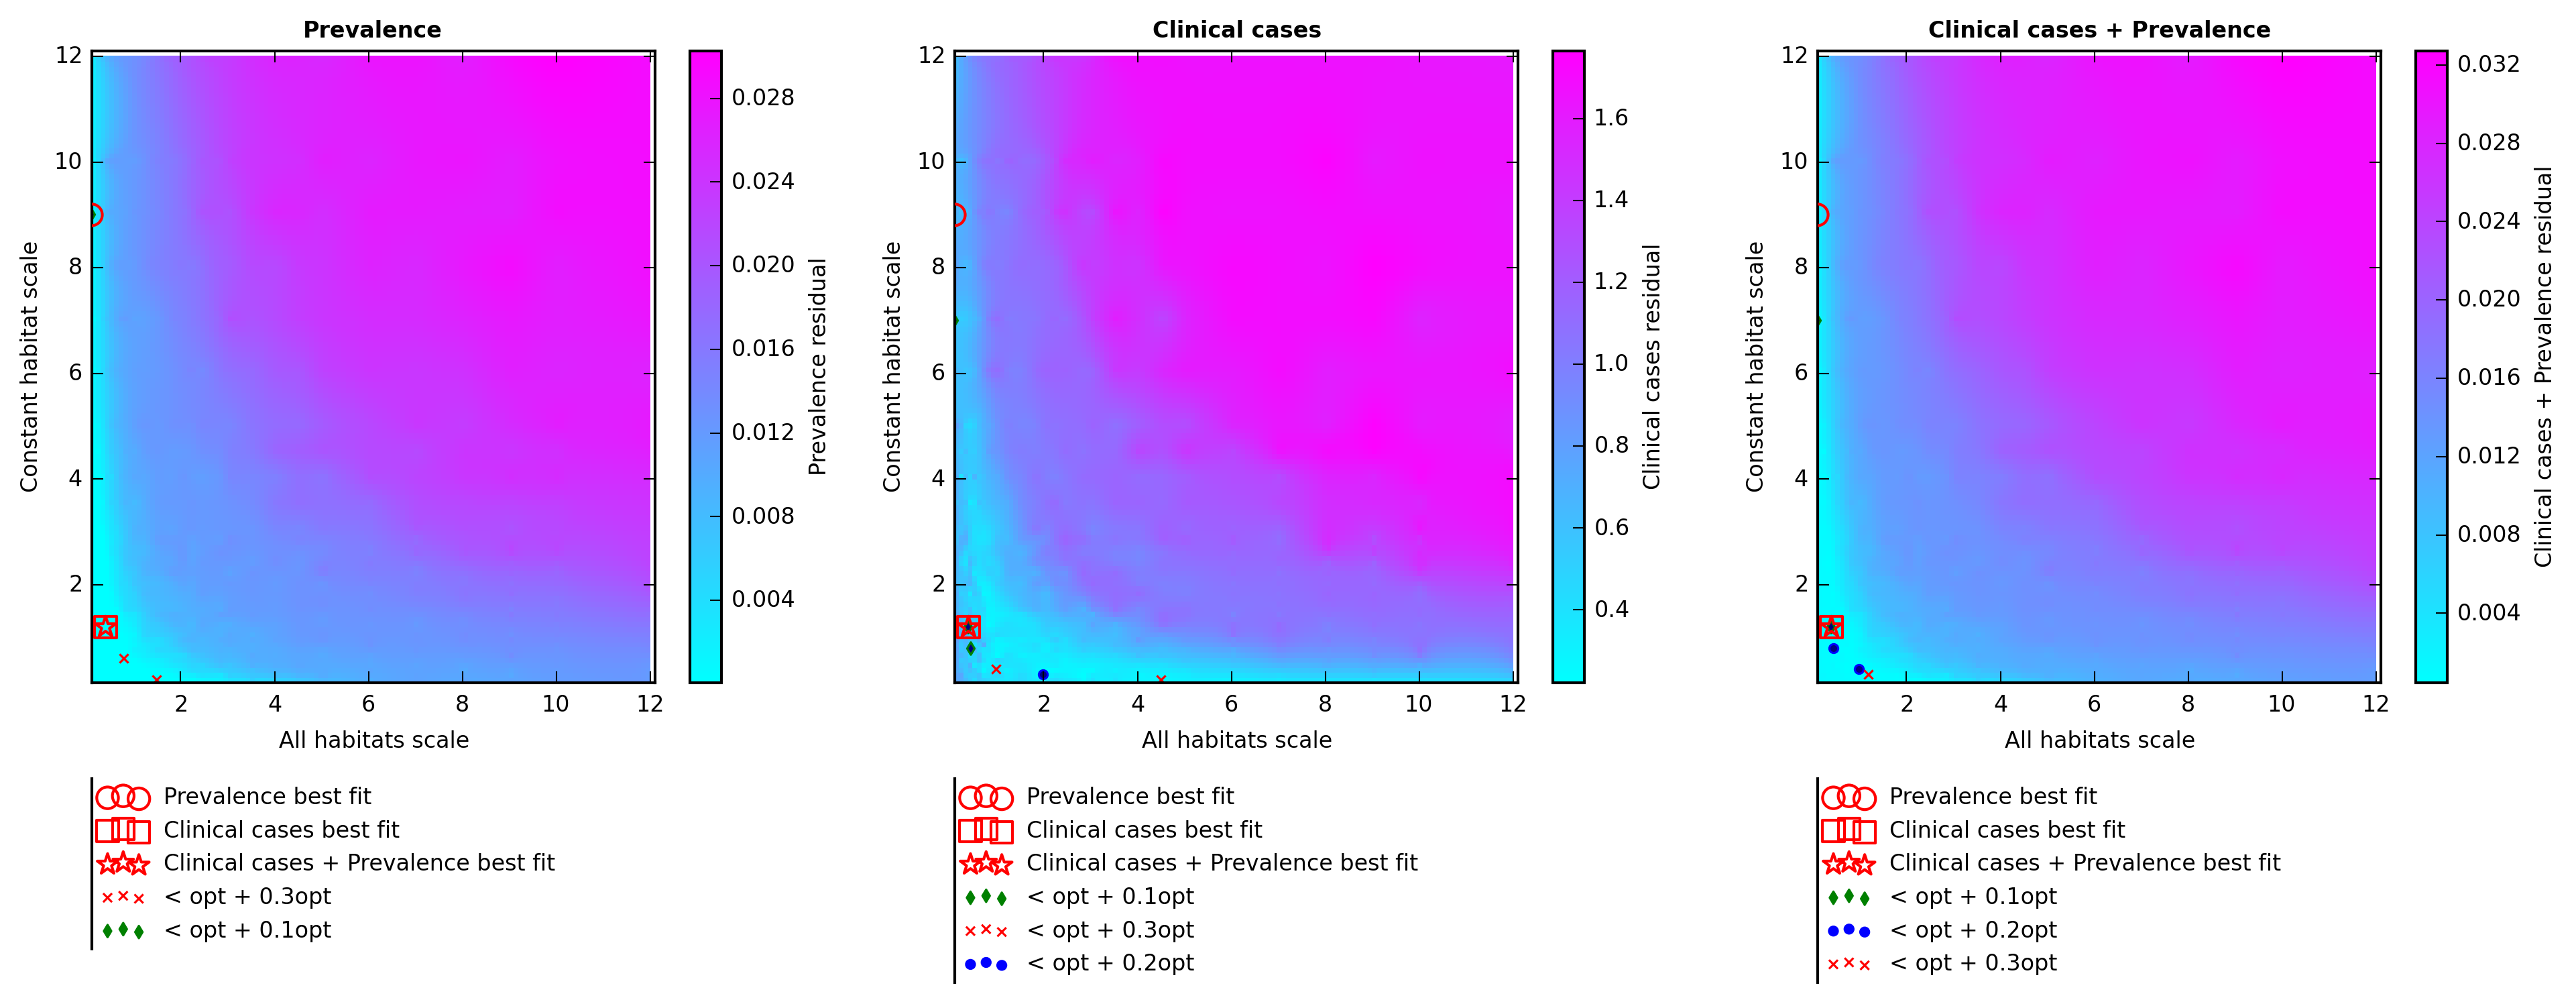 Prevalence
12
10
8
6
4
2
Constant habitat scale
2 4 6 8 10 12
All habitats scale
0.028
0.024
0.020
0.016
0.012
0.008
0.004
Prevalence residual
Prevalence best fit
Clinical cases best fit
Clinical cases + Prevalence best fit
< opt + 0.3opt
< opt + 0.1opt
Clinical cases
12
10
8
6
4
2
Constant habitat scale
2 4 6 8 10 12
All habitats scale
1.6
1.4
1.2
1.0
0.8
0.6
0.4
Clinical cases residual
Prevalence best fit
Clinical cases best fit
Clinical cases + Prevalence best fit
< opt + 0.1opt
< opt + 0.3opt
< opt + 0.2opt
Clinical cases + Prevalence
12
10
8
6
4
2
Constant habitat scale
2 4 6 8 10 12
All habitats scale
0.032
0.028
0.024
0.020
0.016
0.012
0.008
0.004
Clinical cases + Prevalence residual
Prevalence best fit
Clinical cases best fit
Clinical cases + Prevalence best fit
< opt + 0.1opt
< opt + 0.2opt
< opt + 0.3opt